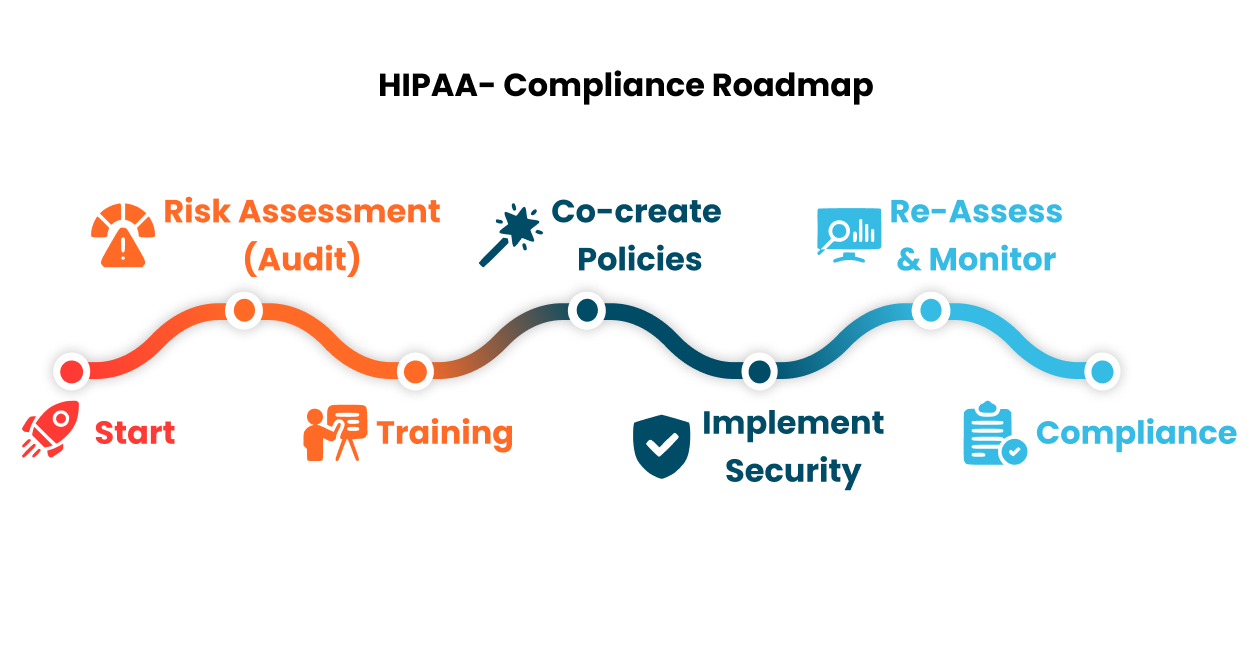 HIPAA- Compliance Roadmap
Start
Risk Assessment
(Audit)
Training
Co-create
Policies
Implement
Security
Re-Assess
& Monitor
Compliance